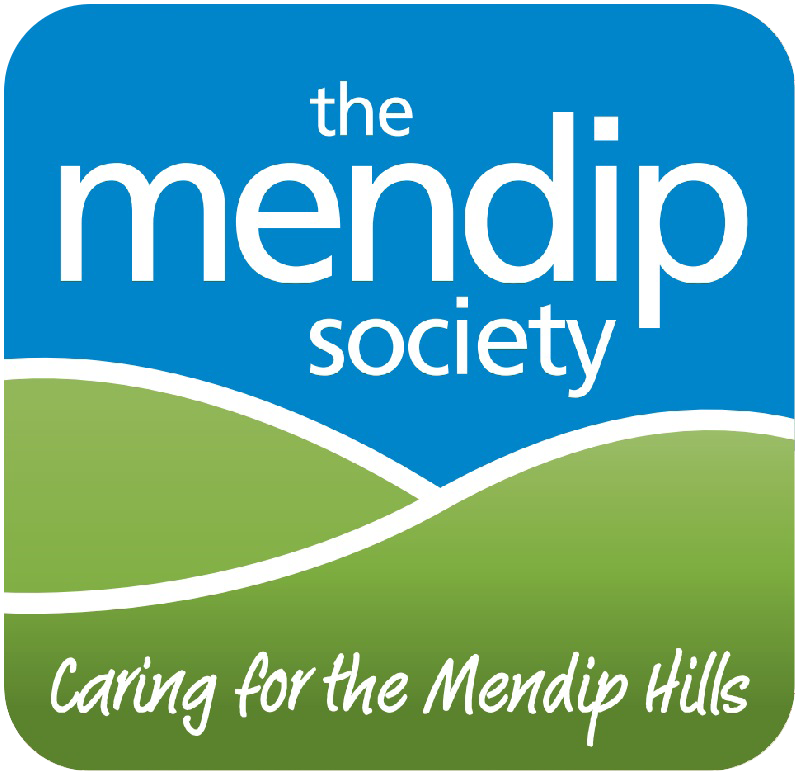 the
mendip
society
Caring for the Mendip Hills